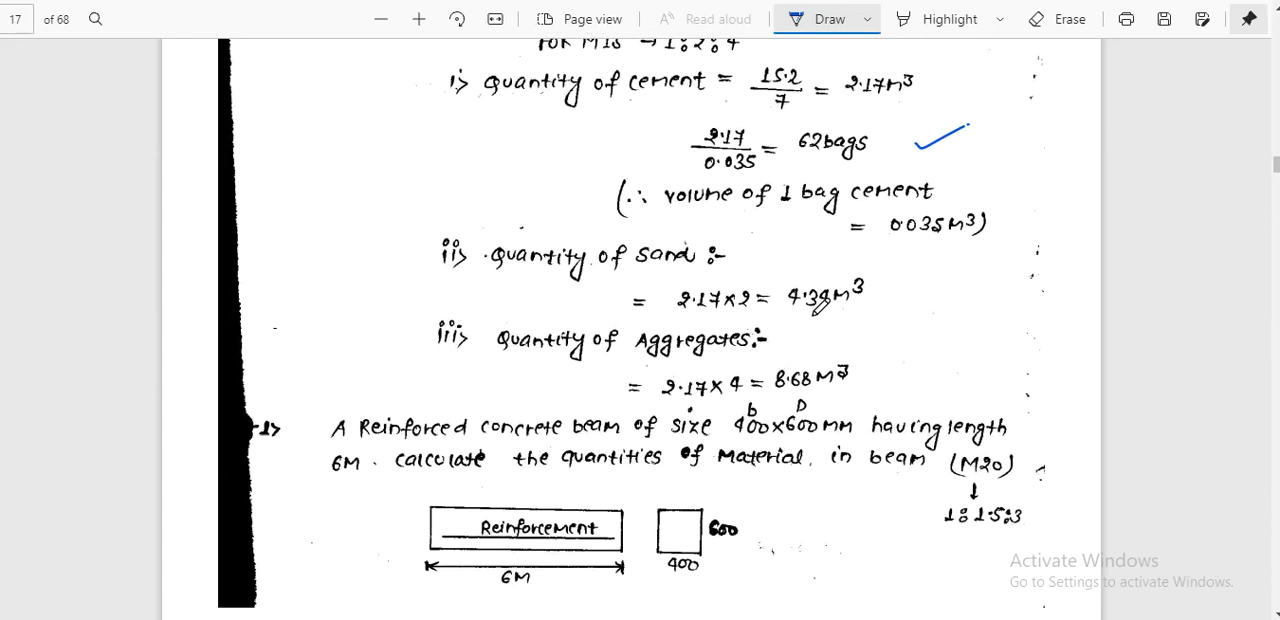 17 of 68 Page view Read aloud Draw Highlight Erase
FOR M15 → 1:2:4
i> Quantity of cement = 15.2 / 7 = 2.17M³
2.17 / 0.035 = 62bags
(∴ volume of 1 bag cement
= 0.035M³)
ii> Quantity of sand :-
= 2.17×2 = 4.34M³
iii> Quantity of Aggregates:-
= 2.17×4 = 8.68M³
b D
-1> A Reinforced concrete beam of size 400×600MM having length
6M. calculate the quantities of Material. in beam (M20)
↓
1:1.5:3
Reinforcement
600
400
6M
Activate Windows
Go to Settings to activate Windows.